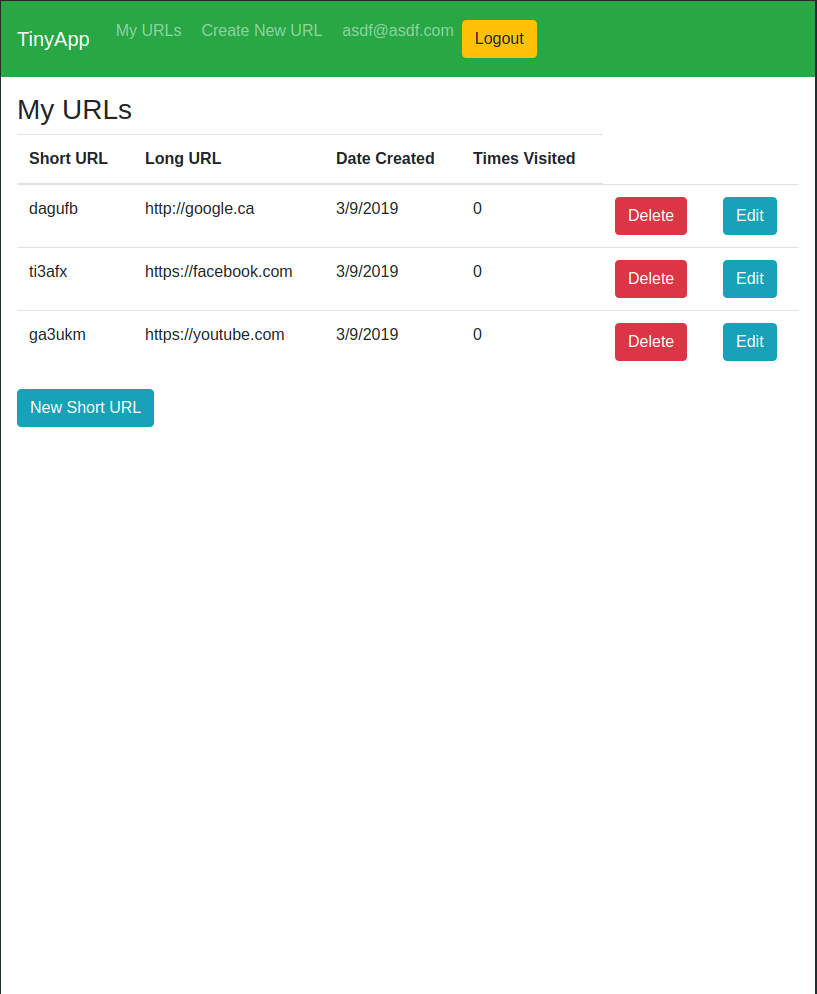 TinyApp My URLs Create New URL asdf@asdf.com Logout
My URLs
Short URL Long URL Date Created Times Visited
dagufb http://google.ca 3/9/2019 0 Delete Edit
ti3afx https://facebook.com 3/9/2019 0 Delete Edit
ga3ukm https://youtube.com 3/9/2019 0 Delete Edit
New Short URL